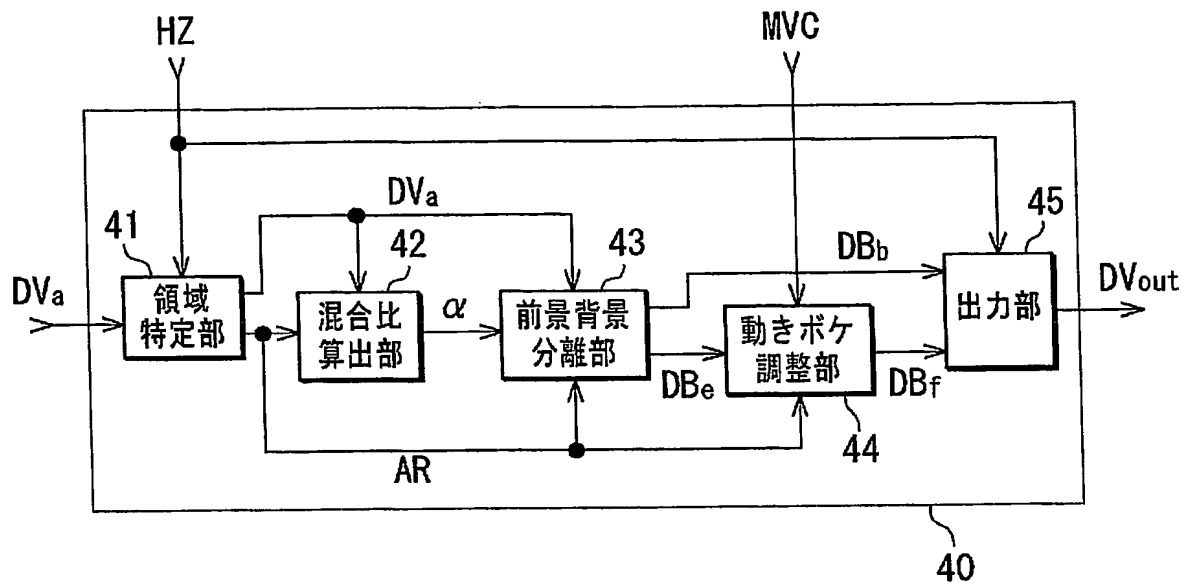 HZ
MVC
DVa
41
領域
特定部
DVa
42
混合比
算出部
α
43
前景背景
分離部
DBb
DBe
動きボケ
調整部
44
DBf
45
出力部
DVout
AR
40